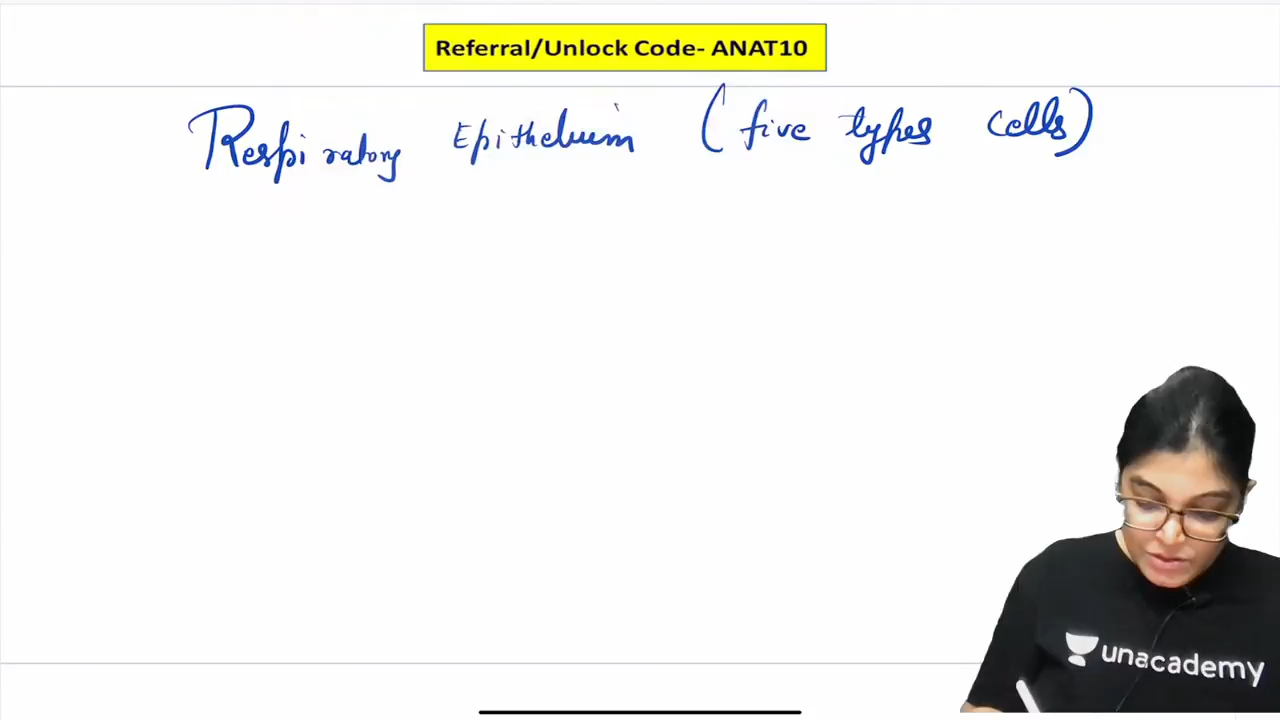 Referral/Unlock Code- ANAT10
Respiratory Epithelium (five types cells)
unacademy